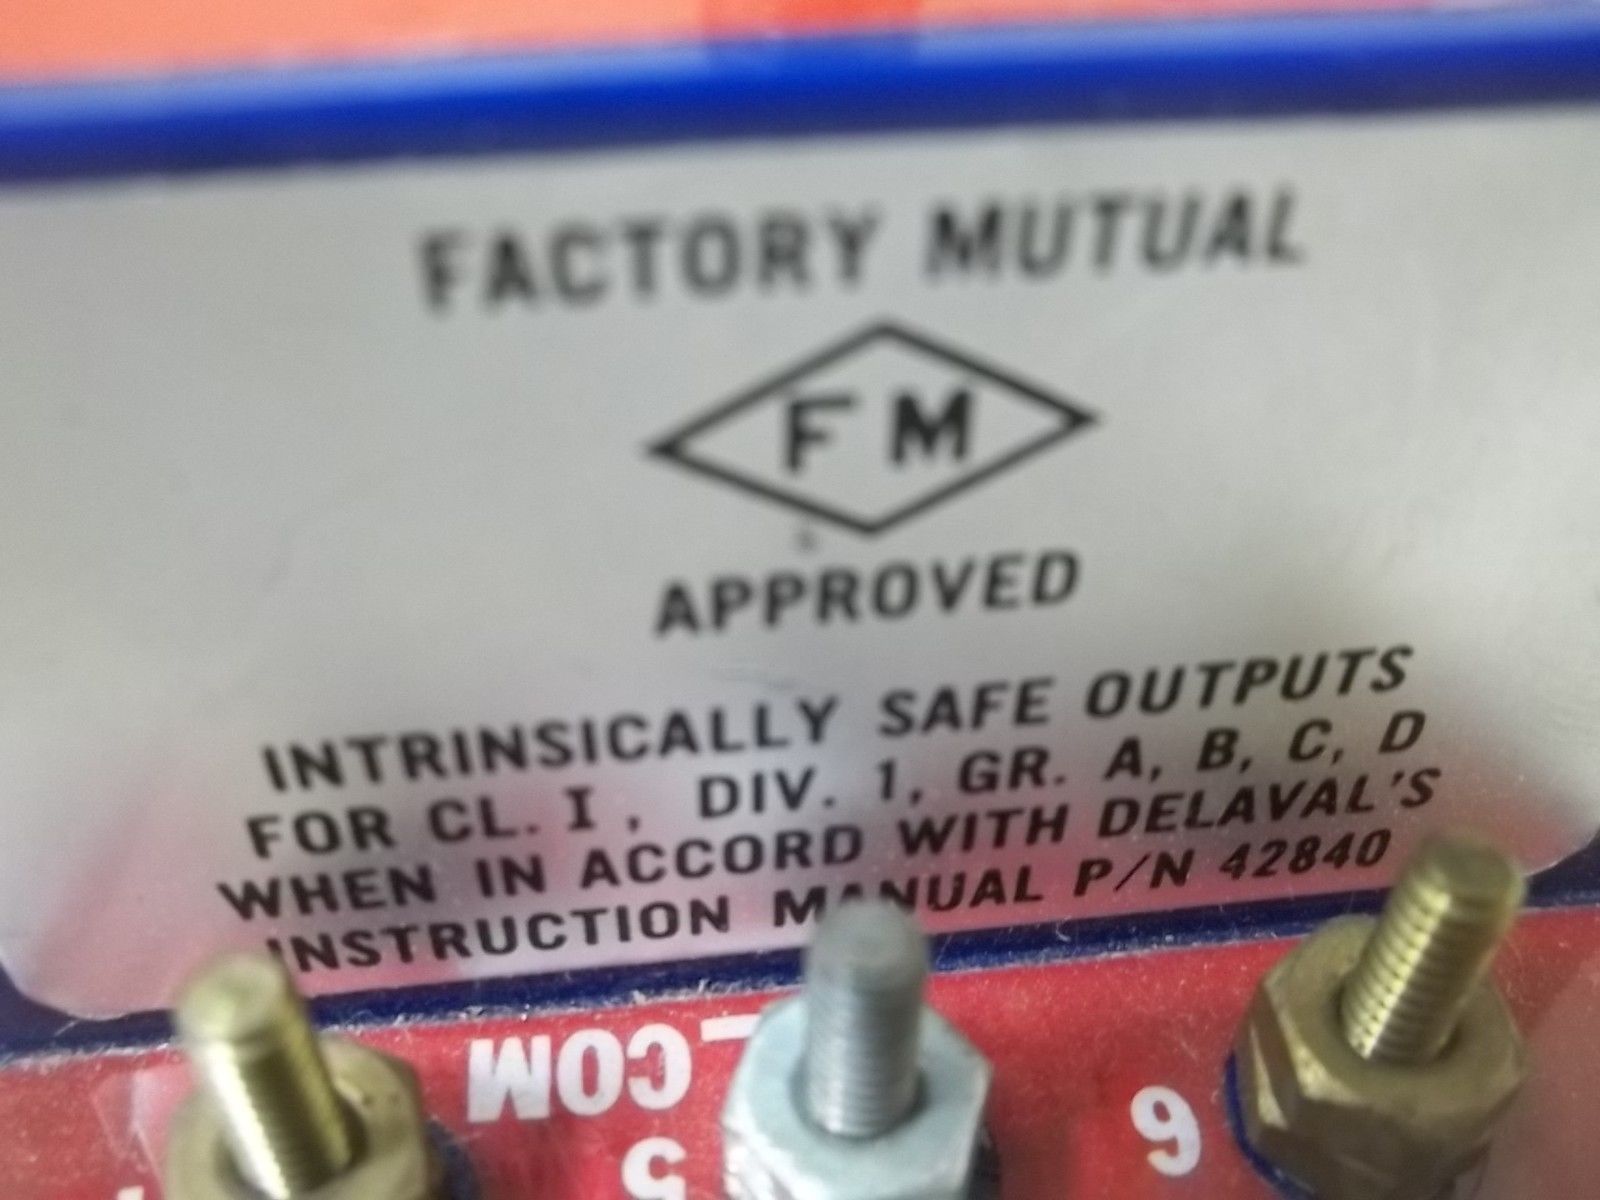 FACTORY MUTUAL
FM
APPROVED
INTRINSICALLY SAFE OUTPUTS
FOR CL. I, DIV. 1, GR. A, B, C, D
WHEN IN ACCORD WITH DELAVAL'S
INSTRUCTION MANUAL P/N 42840
COM
5
6